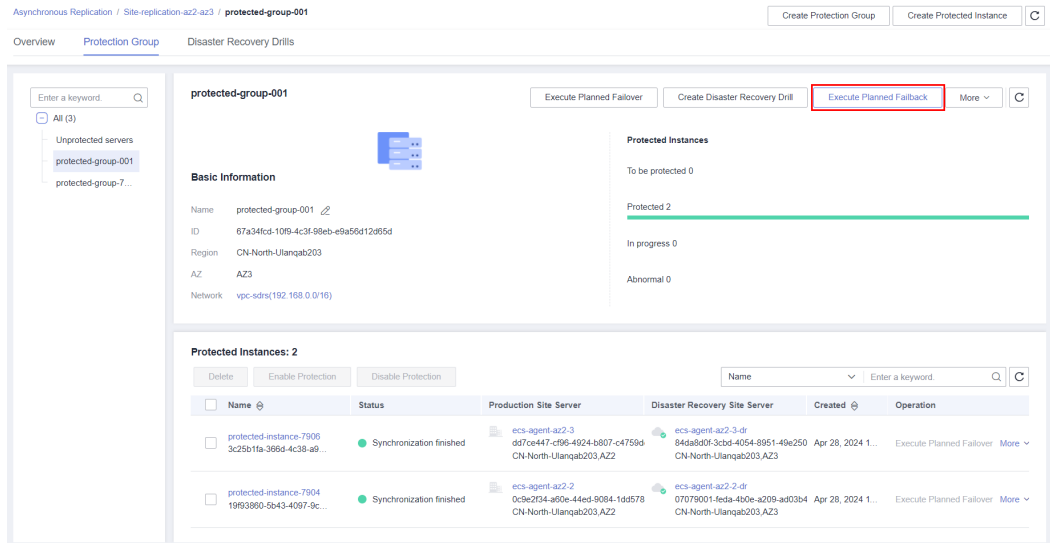 Asynchronous Replication / Site-replication-az2-az3 / protected-group-001
Create Protection Group
Create Protected Instance
Overview
Protection Group
Disaster Recovery Drills
Enter a keyword.
All (3)
Unprotected servers
protected-group-001
protected-group-7...
protected-group-001
Execute Planned Failover
Create Disaster Recovery Drill
Execute Planned Failback
More
Basic Information
Name protected-group-001
ID 67a34fcd-10f9-4c3f-98eb-e9a56d12d65d
Region CN-North-Ulanqab203
AZ AZ3
Network vpc-sdrs(192.168.0.0/16)
Protected Instances
To be protected 0
Protected 2
In progress 0
Abnormal 0
Protected Instances: 2
Delete
Enable Protection
Disable Protection
Name
Enter a keyword.
Name Status Production Site Server Disaster Recovery Site Server Created Operation
protected-instance-7906
3c25b1fa-366d-4c38-a9...
Synchronization finished
ecs-agent-az2-3
dd7ce447-cf96-4924-b807-c4759d
CN-North-Ulanqab203,AZ2
ecs-agent-az2-3-dr
84da8d0f-3cbd-4054-8951-49e250
CN-North-Ulanqab203,AZ3
Apr 28, 2024 1...
Execute Planned Failover More
protected-instance-7904
19f93860-5b43-4097-9c...
Synchronization finished
ecs-agent-az2-2
0c9e2f34-a60e-44ed-9084-1dd578
CN-North-Ulanqab203,AZ2
ecs-agent-az2-2-dr
07079001-feda-4b0e-a209-ad03b4
CN-North-Ulanqab203,AZ3
Apr 28, 2024 1...
Execute Planned Failover More